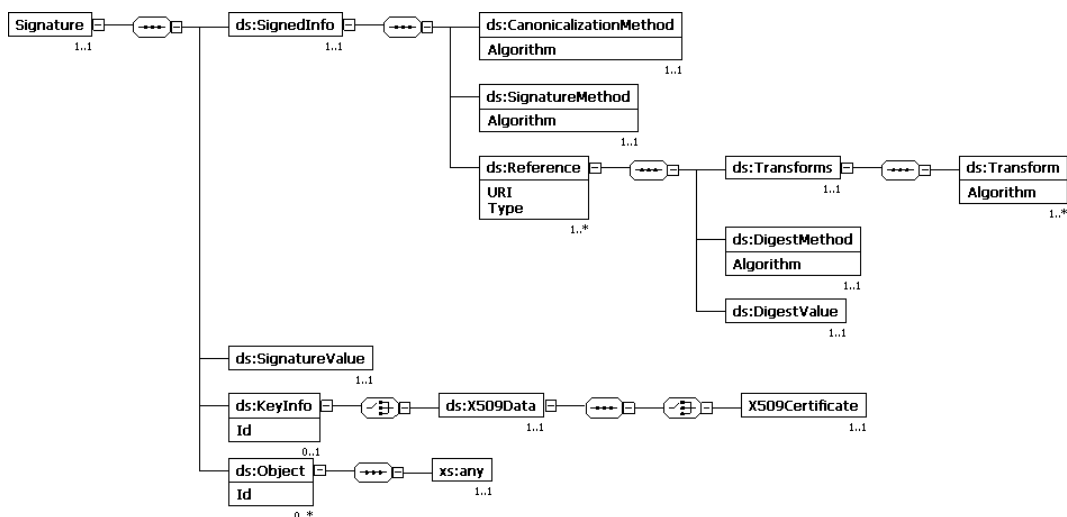 Signature
1..1
ds:SignedInfo
1..1
ds:CanonicalizationMethod
Algorithm
1..1
ds:SignatureMethod
Algorithm
1..1
ds:Reference
URI
Type
1..*
ds:Transforms
1..1
ds:Transform
Algorithm
1..*
ds:DigestMethod
Algorithm
1..1
ds:DigestValue
1..1
ds:SignatureValue
1..1
ds:KeyInfo
Id
0..1
ds:X509Data
1..1
X509Certificate
1..1
ds:Object
Id
0..*
xs:any
1..1